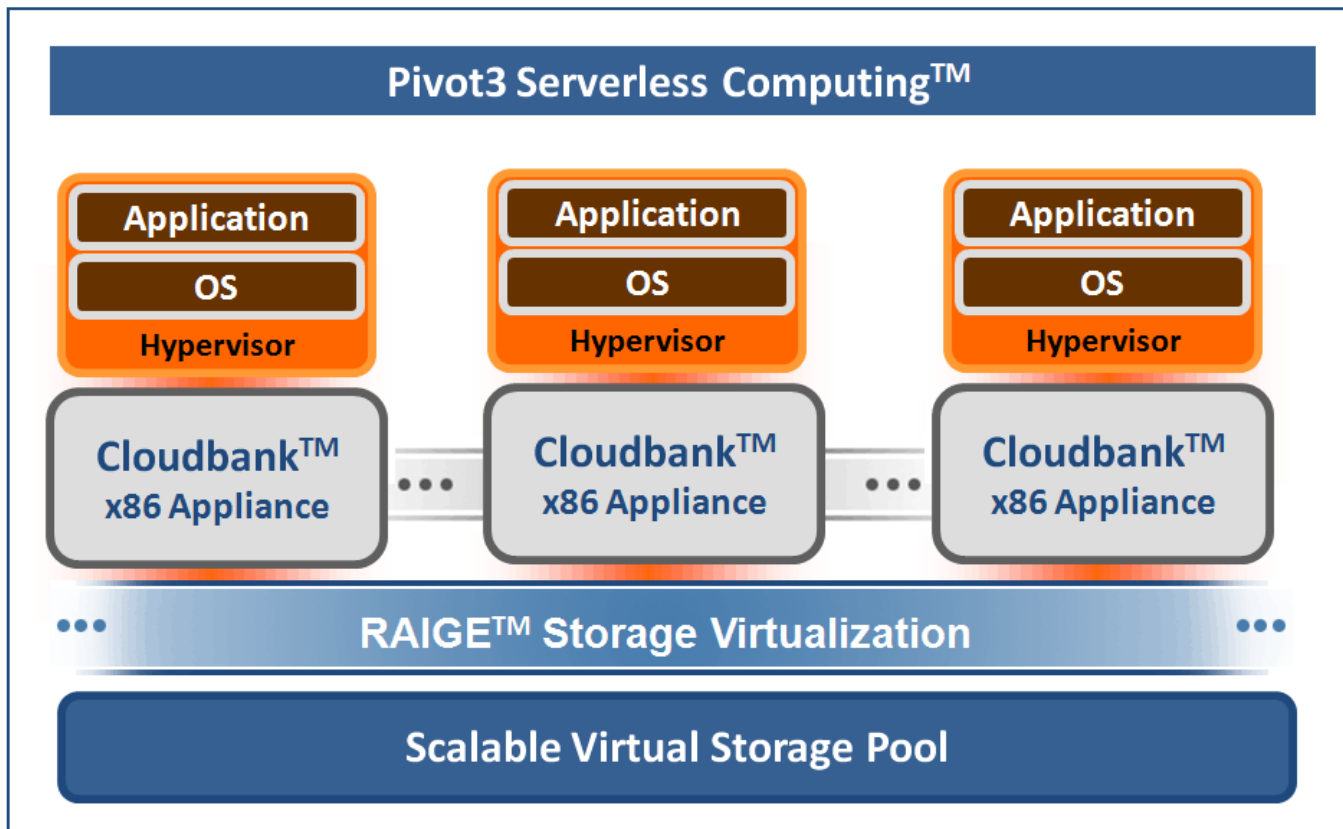 Pivot3 Serverless Computing™
Application
OS
Hypervisor
Application
OS
Hypervisor
Application
OS
Hypervisor
Cloudbank™
x86 Appliance
Cloudbank™
x86 Appliance
Cloudbank™
x86 Appliance
RAIGE™ Storage Virtualization
Scalable Virtual Storage Pool